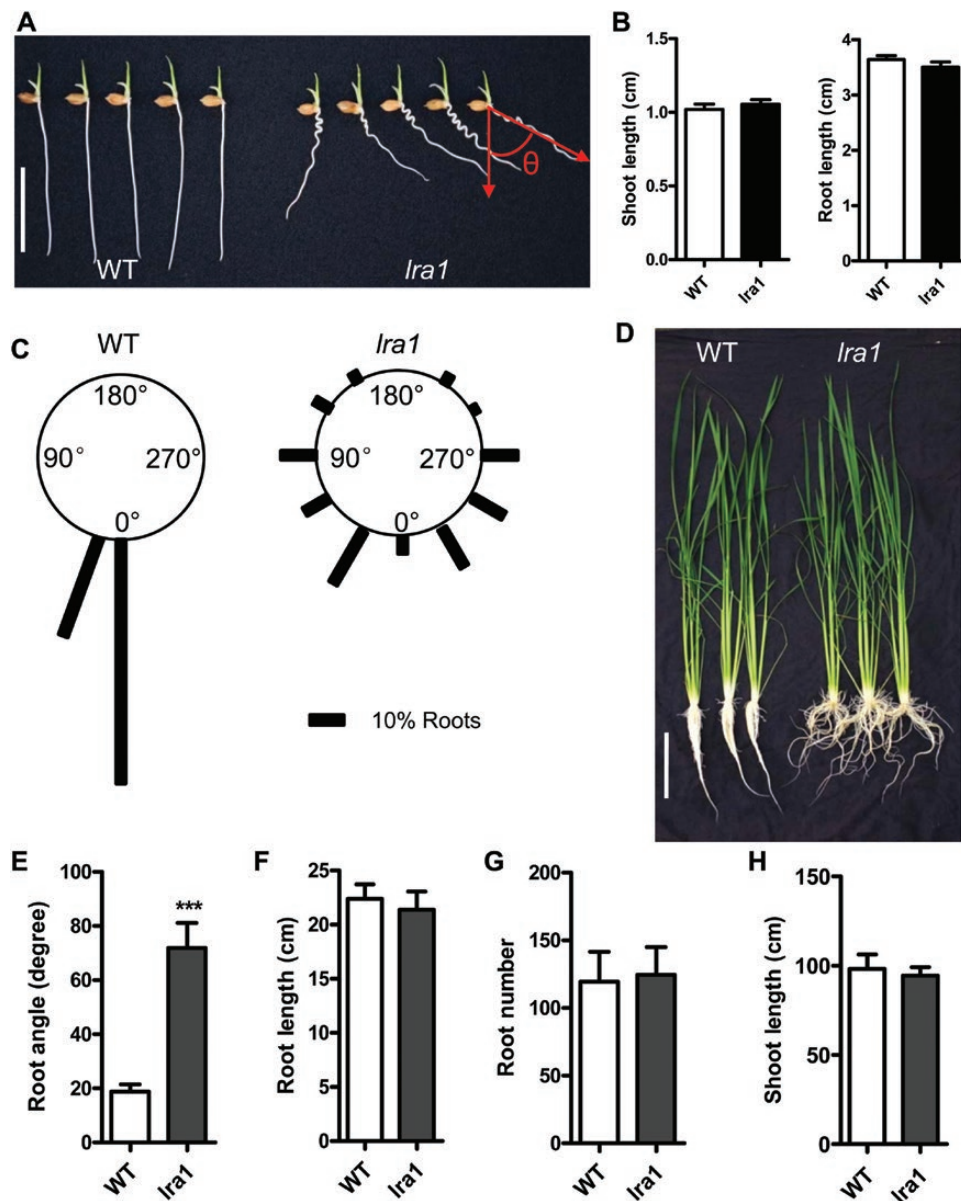 A
WT
lra1
θ
B
Shoot length (cm)
1.5
1.0
0.5
0.0
WT
lra1
Root length (cm)
4
3
2
1
0
WT
lra1
C
WT
180°
90°
270°
0°
lra1
180°
90°
270°
0°
10% Roots
D
WT
lra1
E
Root angle (degree)
100
80
60
40
20
0
***
WT
lra1
F
Root length (cm)
25
20
15
10
5
0
WT
lra1
G
Root number
200
150
100
50
0
WT
lra1
H
Shoot length (cm)
150
100
50
0
WT
lra1